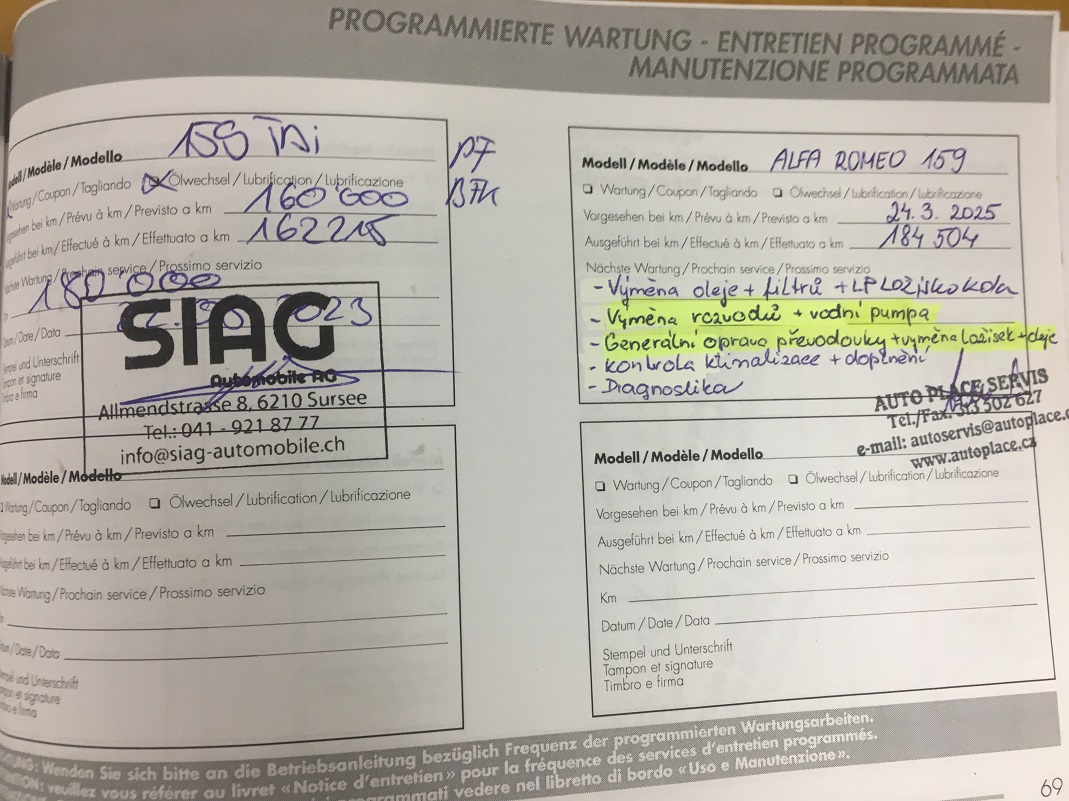 PROGRAMMIERTE WARTUNG - ENTRETIEN PROGRAMMÉ -
MANUTENZIONE PROGRAMMATA
Modell / Modèle / Modello 159 TDi
Wartung / Coupon / Tagliando Ölwechsel / Lubrification / Lubrificazione
Vorgesehen bei km / Prévu à km / Previsto a km 160 000
bei km / Effectué à km / Effettuato a km 162215
Wartung / Prochain service / Prossimo servizio
180 000
/ Date / Data 2023
Stempel und Unterschrift
Tampon et signature
Timbro e firma
SIAG
Automobile AG
Allmendstrasse 8, 6210 Sursee
Tel.: 041 - 921 87 77
info@siag-automobile.ch
Modell / Modèle / Modello
Wartung / Coupon / Tagliando ❑ Ölwechsel / Lubrification / Lubrificazione
bei km / Prévu à km / Previsto a km
bei km / Effectué à km / Effettuato a km
Wartung / Prochain service / Prossimo servizio
/ Date / Data
und Unterschrift
et signature
e firma
Modell / Modèle / Modello ALFA ROMEO 159
❑ Wartung / Coupon / Tagliando ❑ Ölwechsel / Lubrification / Lubrificazione
Vorgesehen bei km / Prévu à km / Previsto a km 24.3.2025
Ausgeführt bei km / Effectué à km / Effettuato a km 184 504
Nächste Wartung / Prochain service / Prossimo servizio
- Výměna oleje + filtrů + LP LOŽISKO KOLA
- Výměna rozvodů + vodní pumpa
- Generální oprava převodovky + výměna ložisek + oleje
- Kontrola klimatizace + doplnění
- Diagnostika
AUTO PLACE SERVIS
Tel./Fax: 313 502 627
e-mail: autoservis@autoplace.cz
www.autoplace.cz
Modell / Modèle / Modello
❑ Wartung / Coupon / Tagliando ❑ Ölwechsel / Lubrification / Lubrificazione
Vorgesehen bei km / Prévu à km / Previsto a km
Ausgeführt bei km / Effectué à km / Effettuato a km
Nächste Wartung / Prochain service / Prossimo servizio
Km
Datum / Date / Data
Stempel und Unterschrift
Tampon et signature
Timbro e firma
Wenden Sie sich bitte an die Betriebsanleitung bezüglich Frequenz der programmierten Wartungsarbeiten.
veuillez vous référer au livret « Notice d'entretien » pour la fréquence des services d'entretien programmés.
programmati vedere nel libretto di bordo « Uso e Manutenzione ».
69